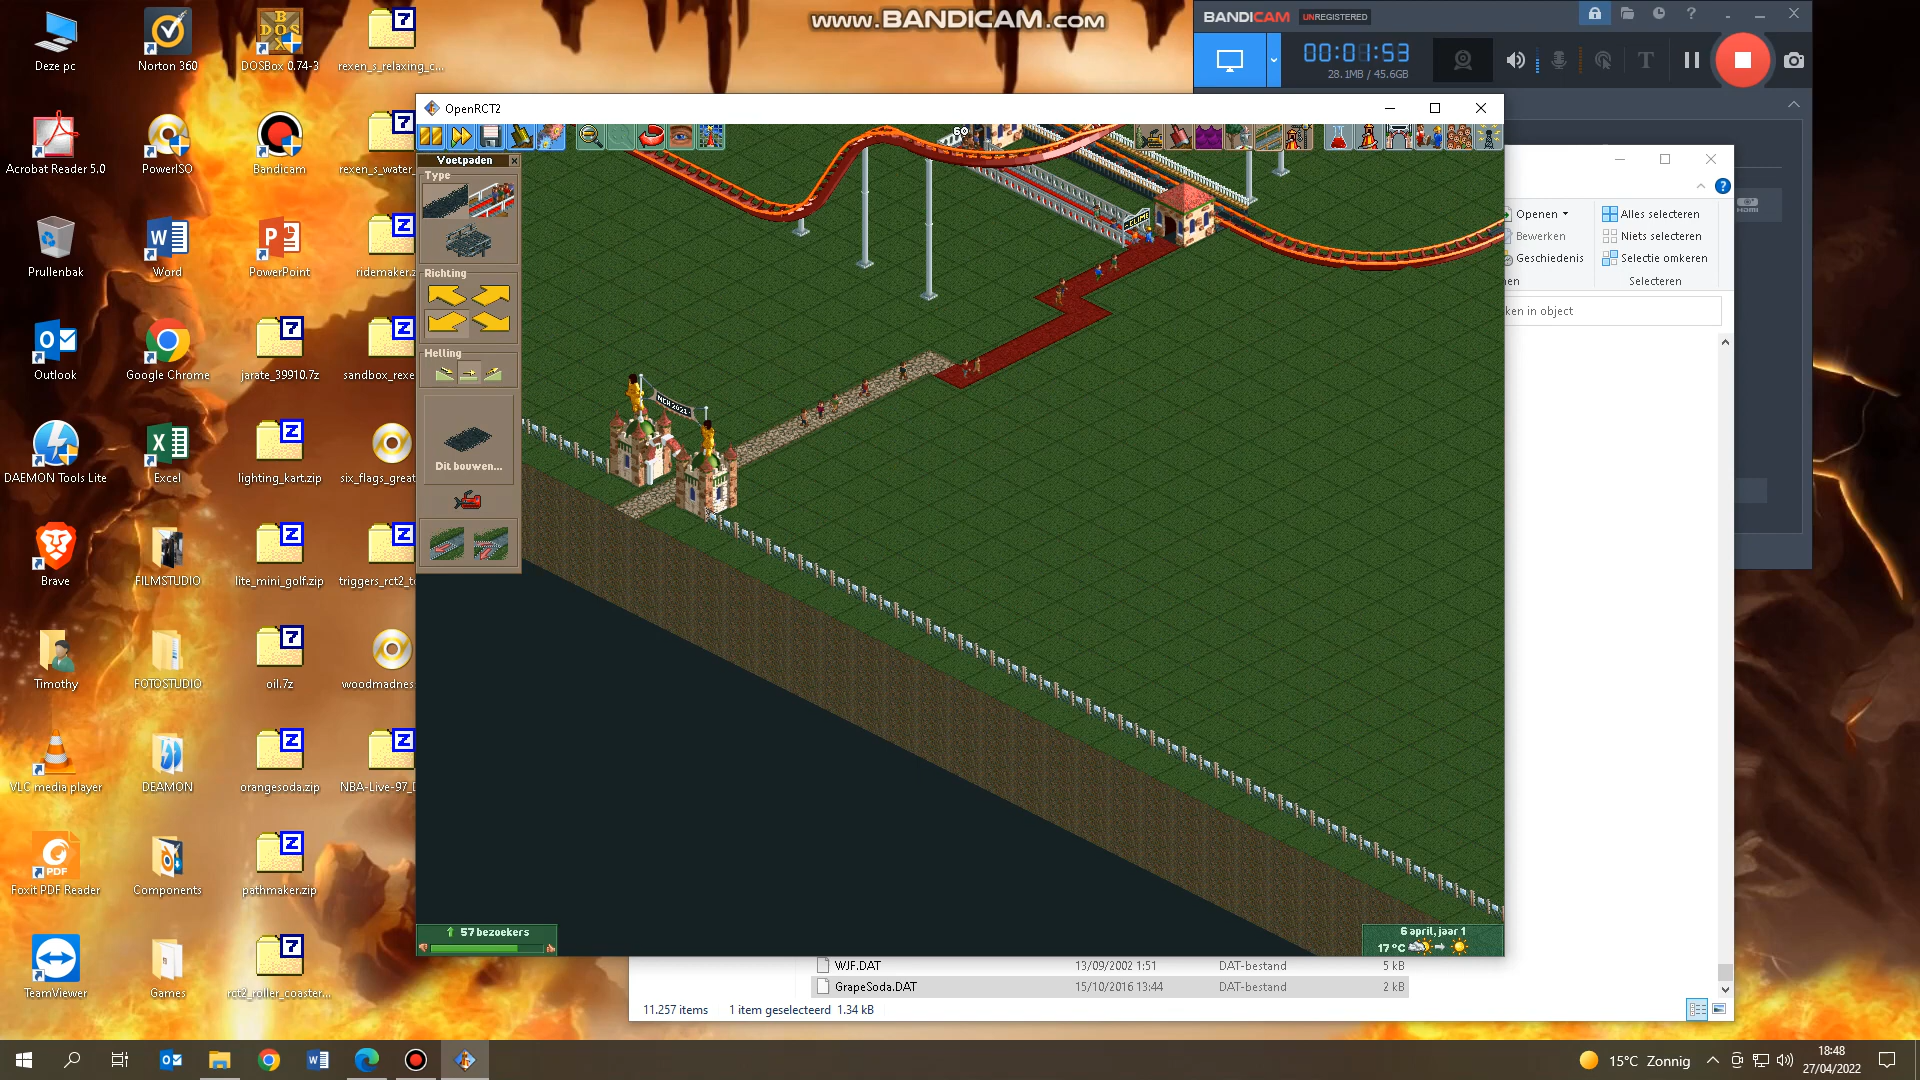 www.BANDICAM.com
BANDICAM UNREGISTERED
00:01:53
28.1MB / 45.6GB
Deze pc
Norton 360
DOSBox 0.74-3
rexen_s_relaxing_c...
Acrobat Reader 5.0
PowerISO
Bandicam
rexen_s_water_
Prullenbak
Word
PowerPoint
ridemaker.z
Outlook
Google Chrome
jarate_39910.7z
sandbox_rexe
DAEMON Tools Lite
Excel
lighting_kart.zip
six_flags_great
Brave
FILMSTUDIO
lite_mini_golf.zip
triggers_rct2_to
Timothy
FOTOSTUDIO
oil.7z
woodmadnes
VLC media player
DEAMON
orangesoda.zip
NBA-Live-97_D
Foxit PDF Reader
Components
pathmaker.zip
TeamViewer
Games
rct2_roller_coaster...
OpenRCT2
60
Voetpaden
Type
Richting
Helling
Dit bouwen...
57 bezoekers
6 april, jaar 1
17°C
Openen
Bewerken
Geschiedenis
Alles selecteren
Niets selecteren
Selectie omkeren
Selecteren
ken in object
HDMI
WJF.DAT 13/09/2002 1:51 DAT-bestand 5 kB
GrapeSoda.DAT 15/10/2016 13:44 DAT-bestand 2 kB
11.257 items 1 item geselecteerd 1.34 kB
15°C Zonnig
18:48
27/04/2022